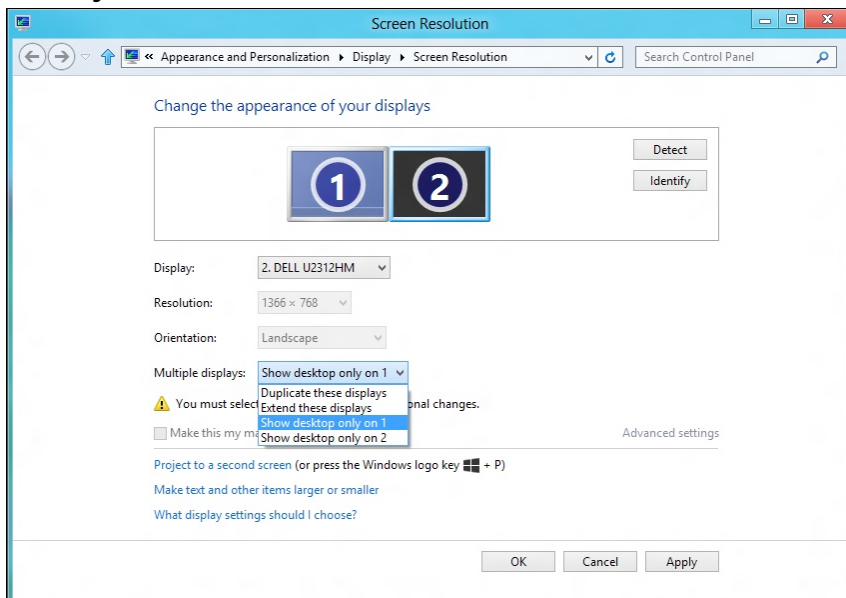 Screen Resolution
« Appearance and Personalization ▸ Display ▸ Screen Resolution
Search Control Panel
Change the appearance of your displays
1 2
Detect
Identify
Display: 2. DELL U2312HM
Resolution: 1366 × 768
Orientation: Landscape
Multiple displays: Show desktop only on 1
Duplicate these displays
You must select
Extend these displays
changes.
Show desktop only on 1
Make this my
Show desktop only on 2
Advanced settings
Project to a second screen (or press the Windows logo key + P)
Make text and other items larger or smaller
What display settings should I choose?
OK Cancel Apply